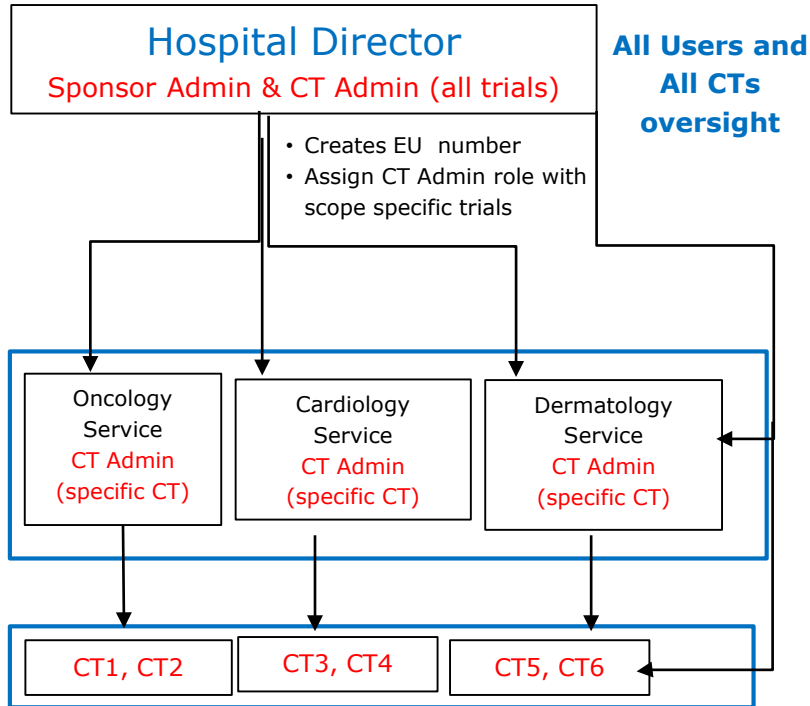 Hospital Director
Sponsor Admin & CT Admin (all trials)
All Users and
All CTs
oversight
• Creates EU number
• Assign CT Admin role with
scope specific trials
Oncology
Service
CT Admin
(specific CT)
Cardiology
Service
CT Admin
(specific CT)
Dermatology
Service
CT Admin
(specific CT)
CT1, CT2
CT3, CT4
CT5, CT6